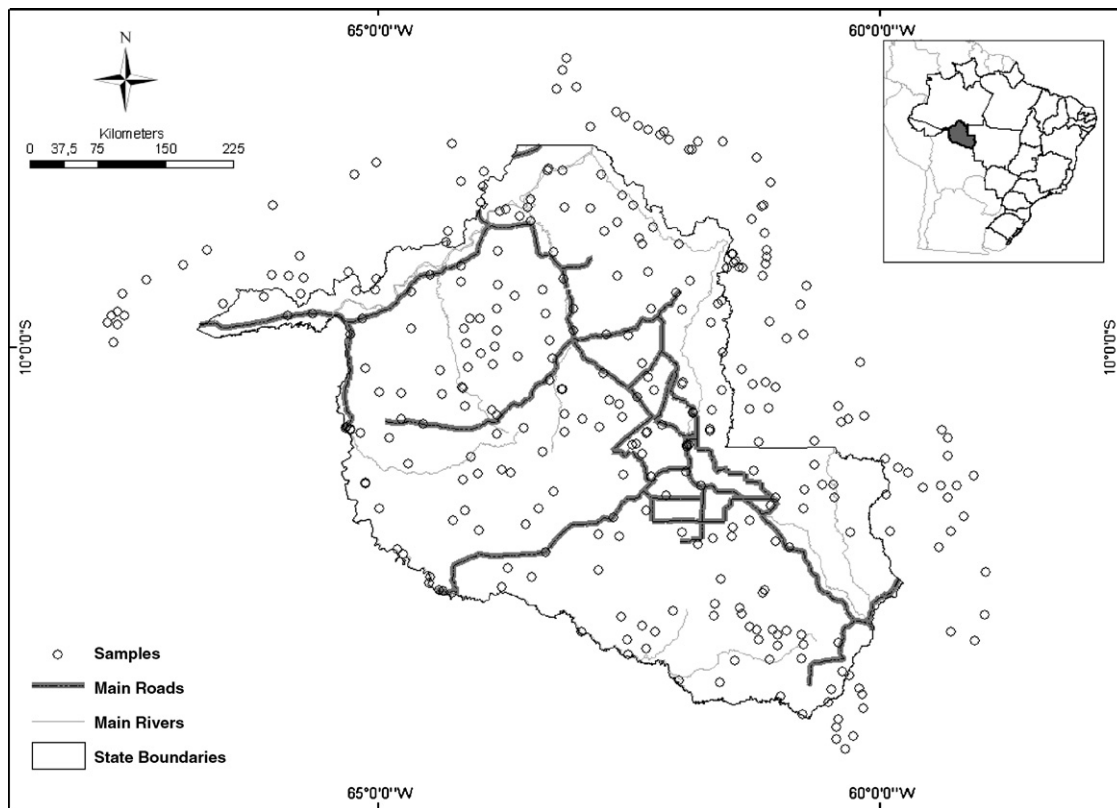 65°0'0"W 60°0'0"W
N
Kilometers
0 37,5 75 150 225
10°0'0"S 10°0'0"S
Samples
Main Roads
Main Rivers
State Boundaries
65°0'0"W 60°0'0"W